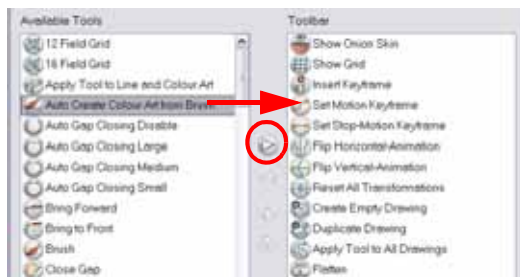 Available Tools
12 Field Grid
16 Field Grid
Apply Tool to Line and Colour Art
Auto Create Colour Art from Brush
Auto Gap Closing Disable
Auto Gap Closing Large
Auto Gap Closing Medium
Auto Gap Closing Small
Bring Forward
Bring to Front
Brush
Close Gap
Toolbar
Show Onion Skin
Show Grid
Insert Keyframe
Set Motion Keyframe
Set Stop-Motion Keyframe
Flip Horizontal-Animation
Flip Vertical-Animation
Reset All Transformations
Create Empty Drawing
Duplicate Drawing
Apply Tool to All Drawings
Flatten